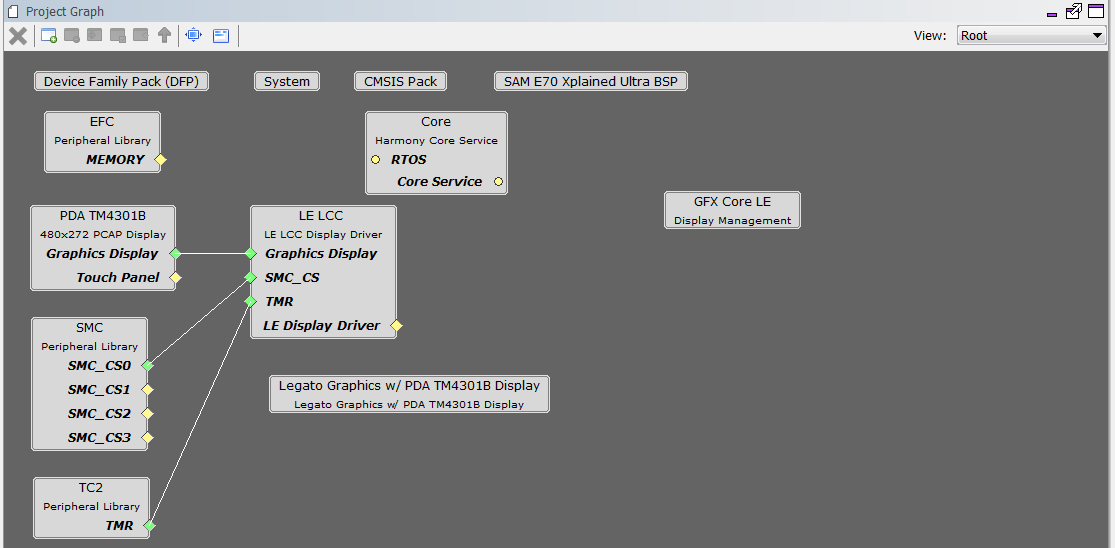 Project Graph
View: Root
Device Family Pack (DFP)
System
CMSIS Pack
SAM E70 Xplained Ultra BSP
EFC
Peripheral Library
MEMORY
Core
Harmony Core Service
RTOS
Core Service
GFX Core LE
Display Management
PDA TM4301B
480x272 PCAP Display
Graphics Display
Touch Panel
LE LCC
LE LCC Display Driver
Graphics Display
SMC_CS
TMR
LE Display Driver
SMC
Peripheral Library
SMC_CS0
SMC_CS1
SMC_CS2
SMC_CS3
Legato Graphics w/ PDA TM4301B Display
Legato Graphics w/ PDA TM4301B Display
TC2
Peripheral Library
TMR